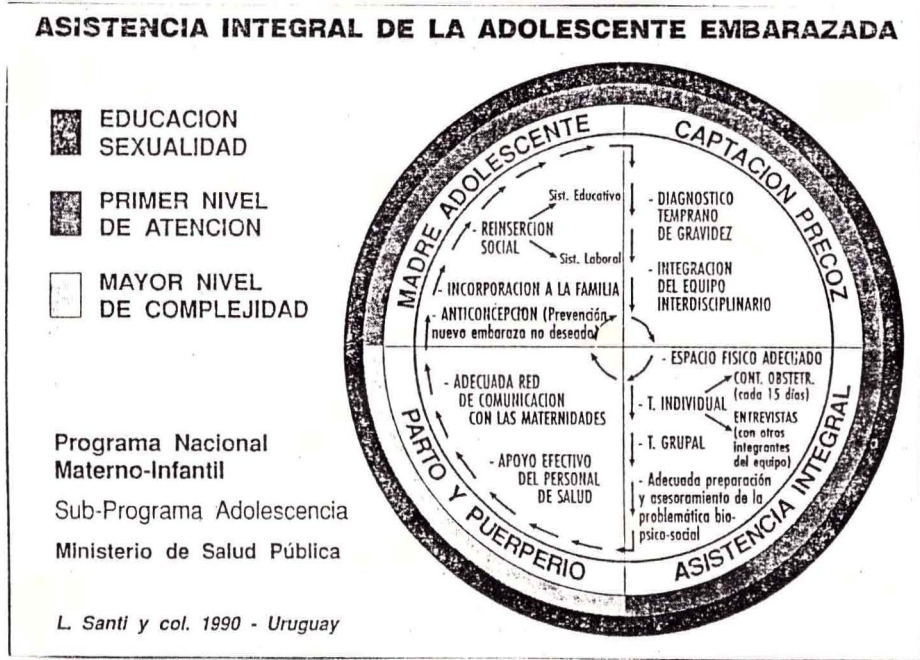 ASISTENCIA INTEGRAL DE LA ADOLESCENTE EMBARAZADA
EDUCACION
SEXUALIDAD
PRIMER NIVEL
DE ATENCION
MAYOR NIVEL
DE COMPLEJIDAD
Programa Nacional
Materno-Infantil
Sub-Programa Adolescencia
Ministerio de Salud Pública
L. Santi y col. 1990 - Uruguay
MADRE ADOLESCENTE
Sist. Educativo
- REINSERCION
SOCIAL
Sist. Laboral
- INCORPORACION A LA FAMILIA
- ANTICONCEPCION (Prevención
nuevo embarazo no deseado)
CAPTACION PRECOZ
- DIAGNOSTICO
TEMPRANO
DE GRAVIDEZ
- INTEGRACION
DEL EQUIPO
INTERDISCIPLINARIO
ASISTENCIA INTEGRAL
- ESPACIO FISICO ADECUADO
- T. INDIVIDUAL
CONT. OBSTETR.
(cada 15 días)
ENTREVISTAS
(con otros
integrantes
del equipo)
- T. GRUPAL
- Adecuada preparación
y asesoramiento de la
problemática bio-
psico-social
PARTO Y PUERPERIO
- ADECUADA RED
DE COMUNICACION
CON LAS MATERNIDADES
- APOYO EFECTIVO
DEL PERSONAL
DE SALUD